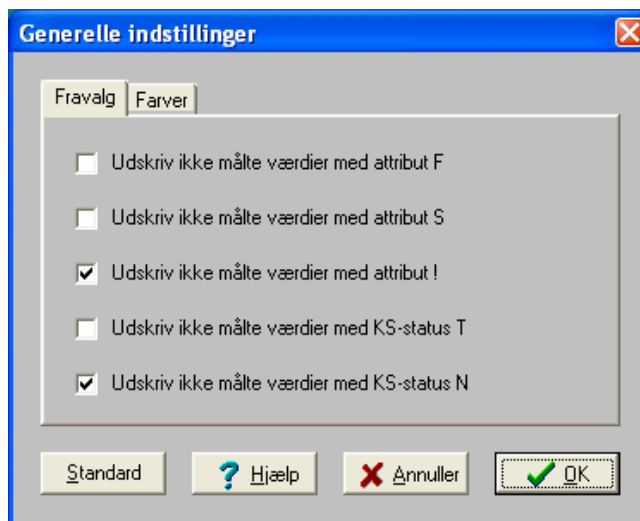 Generelle indstillinger
Fravalg Farver
Udskriv ikke målte værdier med attribut F
Udskriv ikke målte værdier med attribut S
Udskriv ikke målte værdier med attribut !
Udskriv ikke målte værdier med KS-status T
Udskriv ikke målte værdier med KS-status N
Standard Hjælp Annuller OK